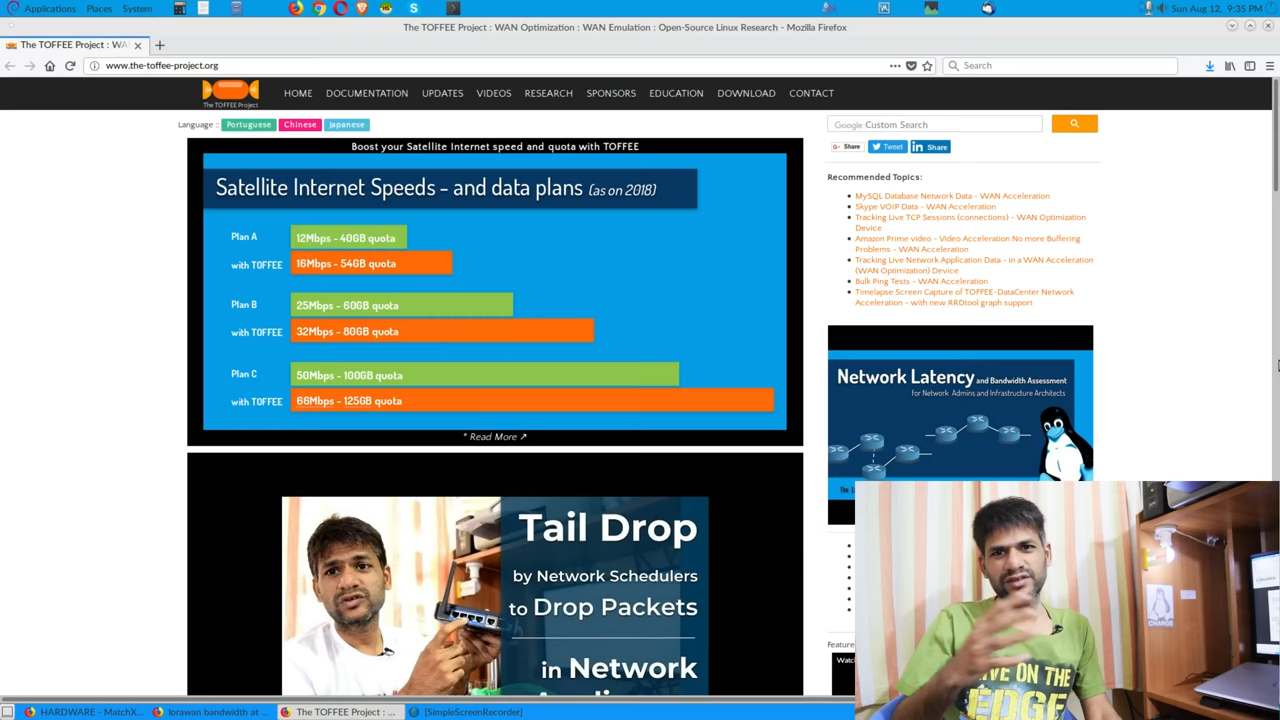 Applications Places System
Sun Aug 12, 9:35 PM
The TOFFEE Project : WAN Optimization : WAN Emulation : Open-Source Linux Research - Mozilla Firefox
The TOFFEE Project : WA
www.the-toffee-project.org
Search
The TOFFEE Project
HOME DOCUMENTATION UPDATES VIDEOS RESEARCH SPONSORS EDUCATION DOWNLOAD CONTACT
Language :: Portuguese Chinese Japanese
Boost your Satellite Internet speed and quota with TOFFEE
Satellite Internet Speeds - and data plans (as on 2018)
Plan A 12Mbps - 40GB quota
with TOFFEE 16Mbps - 54GB quota
Plan B 25Mbps - 60GB quota
with TOFFEE 32Mbps - 80GB quota
Plan C 50Mbps - 100GB quota
with TOFFEE 66Mbps - 125GB quota
* Read More ↗
Tail Drop
by Network Schedulers
to Drop Packets
in Network
Google Custom Search
Share Tweet Share
Recommended Topics:
MySQL Database Network Data - WAN Acceleration
Skype VOIP Data - WAN Acceleration
Tracking Live TCP Sessions (connections) - WAN Optimization
Device
Amazon Prime video - Video Acceleration No more Buffering
Problems - WAN Acceleration
Tracking Live Network Application Data - in a WAN Acceleration
(WAN Optimization) Device
Bulk Ping Tests - WAN Acceleration
Timelapse Screen Capture of TOFFEE-DataCenter Network
Acceleration - with new RRDtool graph support
Network Latency and Bandwidth Assessment
for Network Admins and Infrastructure Architects
CHARGE
LIVE ON THE
EDGE
HARDWARE - MatchX... lorawan bandwidth at ... The TOFFEE Project : ... [SimpleScreenRecorder]